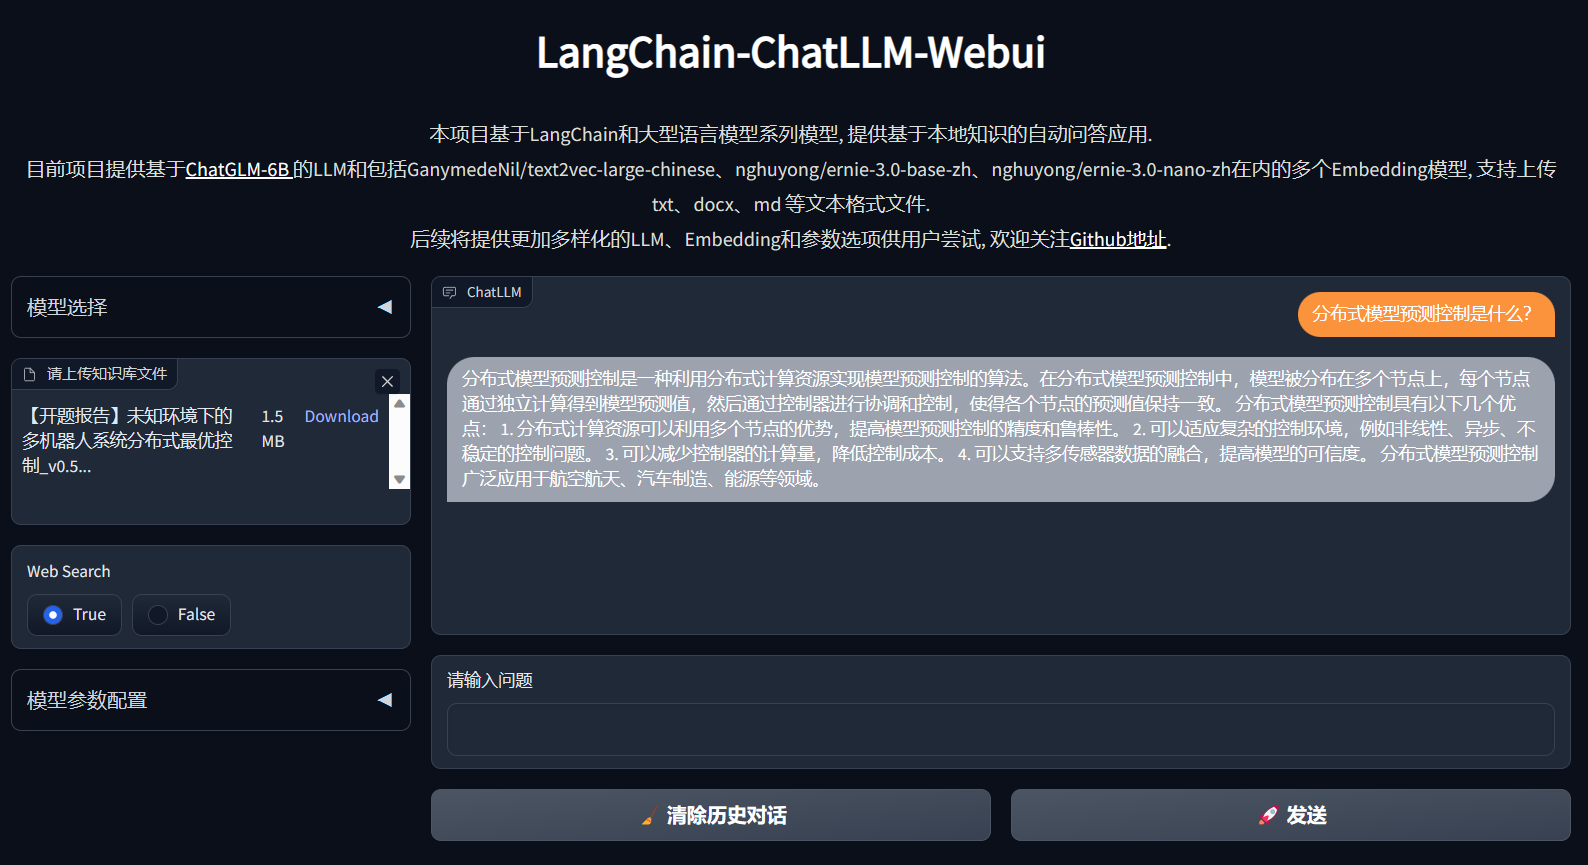 LangChain-ChatLLM-Webui
本项目基于LangChain和大型语言模型系列模型, 提供基于本地知识的自动问答应用.
目前项目提供基于ChatGLM-6B 的LLM和包括GanymedeNil/text2vec-large-chinese、nghuyong/ernie-3.0-base-zh、nghuyong/ernie-3.0-nano-zh在内的多个Embedding模型, 支持上传
txt、docx、md 等文本格式文件.
后续将提供更加多样化的LLM、Embedding和参数选项供用户尝试, 欢迎关注Github地址.
模型选择
请上传知识库文件
【开题报告】未知环境下的 1.5 Download
多机器人系统分布式最优控 MB
制_v0.5...
Web Search
True False
模型参数配置
ChatLLM
分布式模型预测控制是什么？
分布式模型预测控制是一种利用分布式计算资源实现模型预测控制的算法。在分布式模型预测控制中，模型被分布在多个节点上，每个节点
通过独立计算得到模型预测值，然后通过控制器进行协调和控制，使得各个节点的预测值保持一致。 分布式模型预测控制具有以下几个优
点： 1. 分布式计算资源可以利用多个节点的优势，提高模型预测控制的精度和鲁棒性。 2. 可以适应复杂的控制环境，例如非线性、异步、不
稳定的控制问题。 3. 可以减少控制器的计算量，降低控制成本。 4. 可以支持多传感器数据的融合，提高模型的可信度。 分布式模型预测控制
广泛应用于航空航天、汽车制造、能源等领域。
请输入问题
清除历史对话
发送